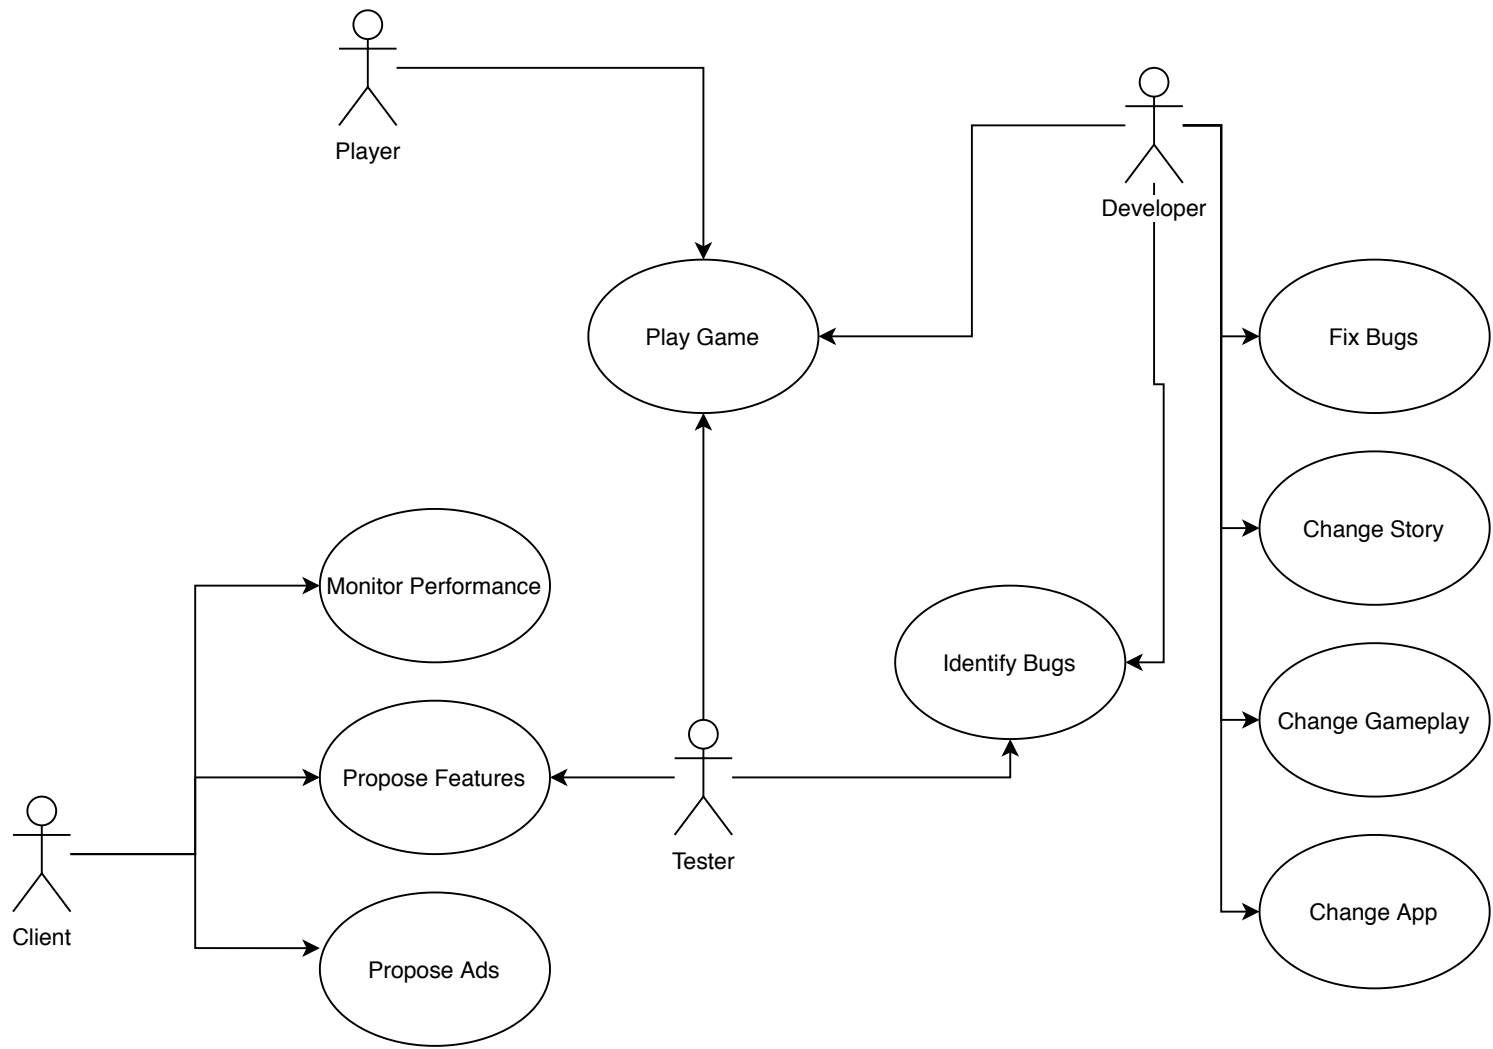 Player
Developer
Play Game
Fix Bugs
Change Story
Monitor Performance
Identify Bugs
Change Gameplay
Propose Features
Tester
Change App
Client
Propose Ads